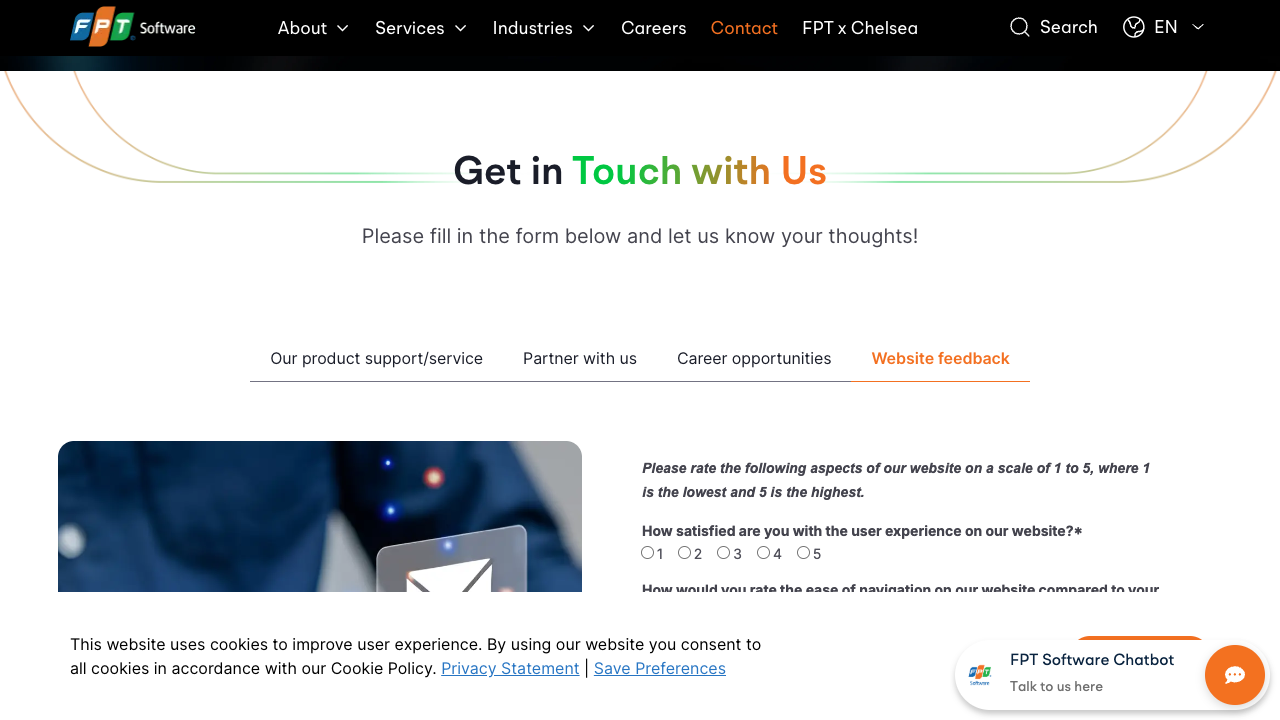 FPT Software
About
Services
Industries
Careers
Contact
FPT x Chelsea
Search
EN
Get in Touch with Us
Please fill in the form below and let us know your thoughts!
Our product support/service
Partner with us
Career opportunities
Website feedback
Please rate the following aspects of our website on a scale of 1 to 5, where 1
is the lowest and 5 is the highest.
How satisfied are you with the user experience on our website?*
1 2 3 4 5
How would you rate the ease of navigation on our website compared to your
This website uses cookies to improve user experience. By using our website you consent to
all cookies in accordance with our Cookie Policy. Privacy Statement | Save Preferences
FPT Software
FPT Software Chatbot
Talk to us here